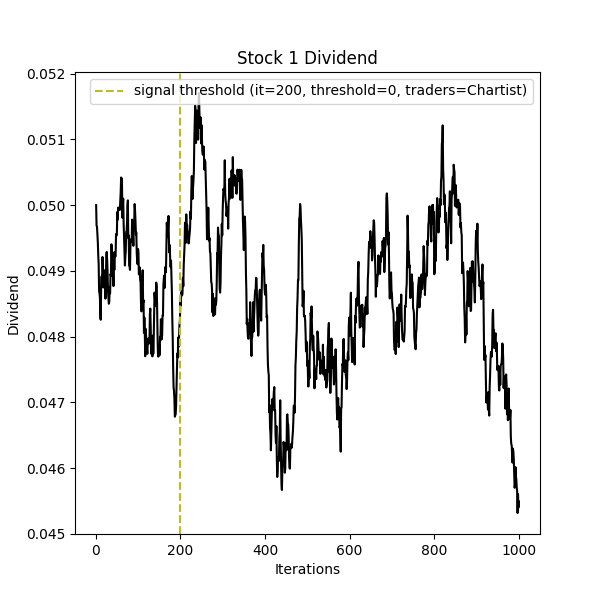 Stock 1 Dividend
signal threshold (it=200, threshold=0, traders=Chartist)
0.052
0.051
0.050
0.049
0.048
0.047
0.046
0.045
Dividend
0 200 400 600 800 1000
Iterations